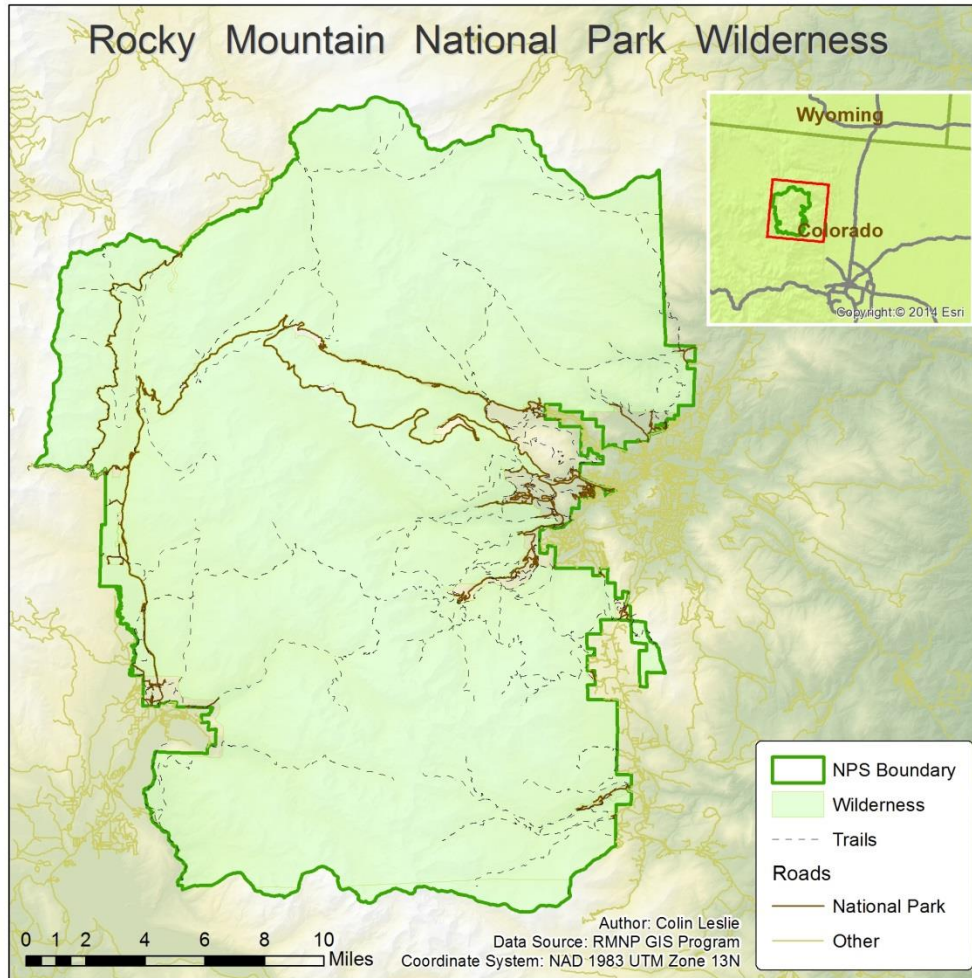 Rocky Mountain National Park Wilderness
Wyoming
Colorado
Copyright:© 2014 Esri
NPS Boundary
Wilderness
Trails
Roads
National Park
Other
Author: Colin Leslie
Data Source: RMNP GIS Program
Coordinate System: NAD 1983 UTM Zone 13N
0 1 2 4 6 8 10
Miles